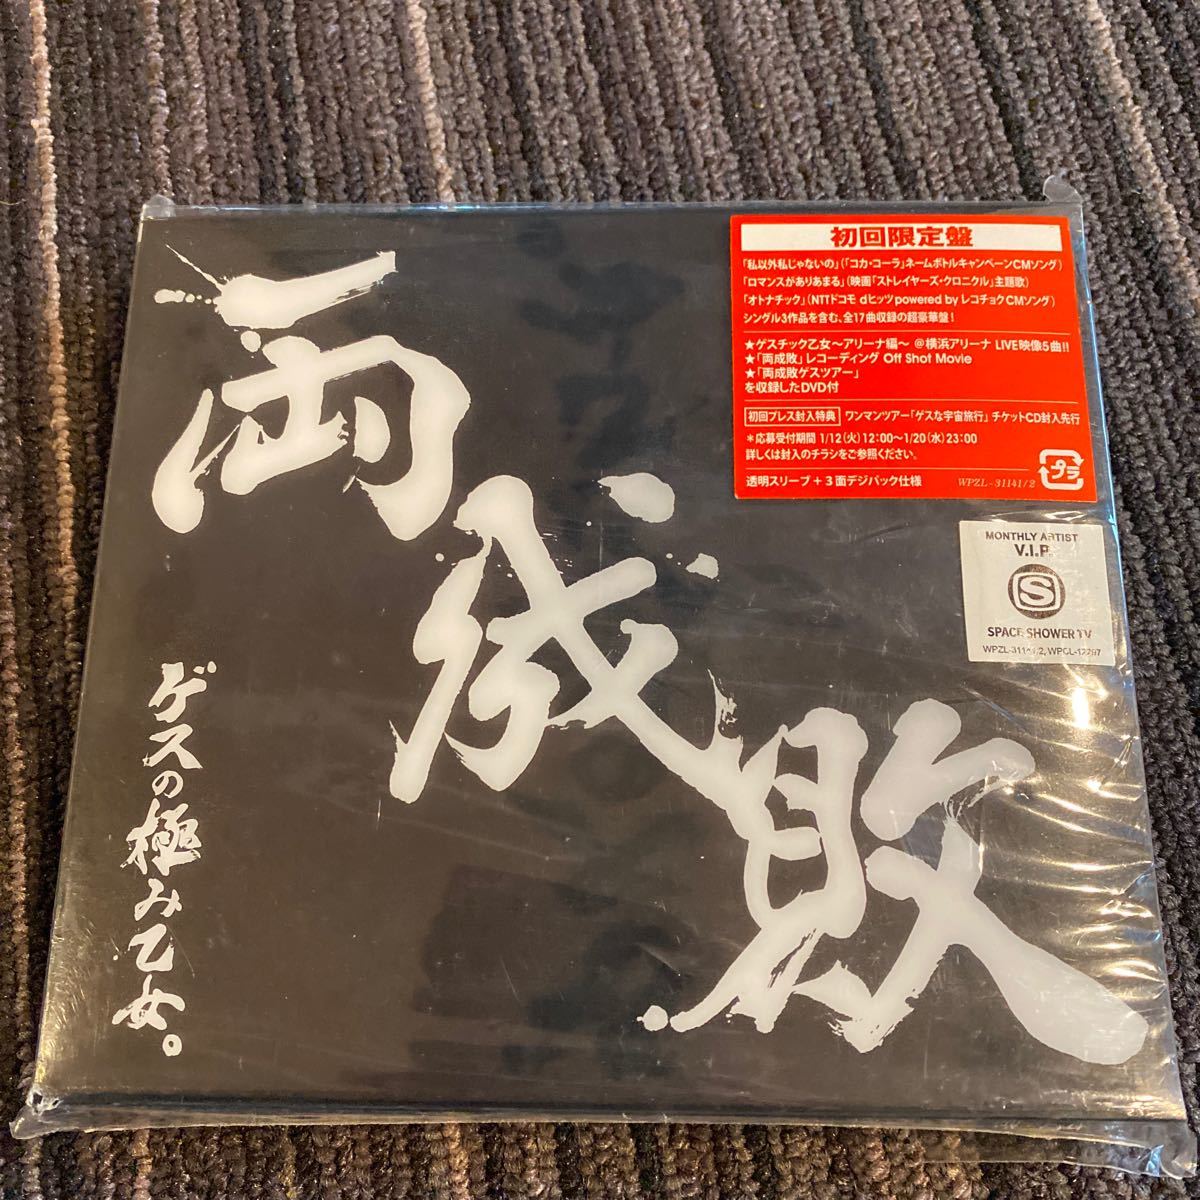 初回限定盤
「私以外私じゃないの」(「コカ・コーラ」ネームボトルキャンペーンCMソング)
「ロマンスがありあまる」(映画「ストレイヤーズ・クロニクル」主題歌)
「オトナチック」(NTTドコモ dヒッツ powered by レコチョクCMソング)
シングル3作品を含む、全17曲収録の超豪華盤!
★ゲスチック乙女～アリーナ編～ @横浜アリーナ LIVE映像5曲!!
★「両成敗」レコーディング Off Shot Movie
★「両成敗ゲスツアー」
を収録したDVD付
初回プレス封入特典 ワンマンツアー「ゲスな宇宙旅行」チケットCD封入先行
＊応募受付期間 1/12(火)12:00～1/20(水)23:00
詳しくは封入のチラシをご参照ください。
透明スリーブ + 3面デジパック仕様
WPZL-31141/2
プラ
MONTHLY ARTIST
V.I.P.
S
SPACE SHOWER TV
WPZL-31141/2, WPCL-12297
両成敗
ゲスの極み乙女。